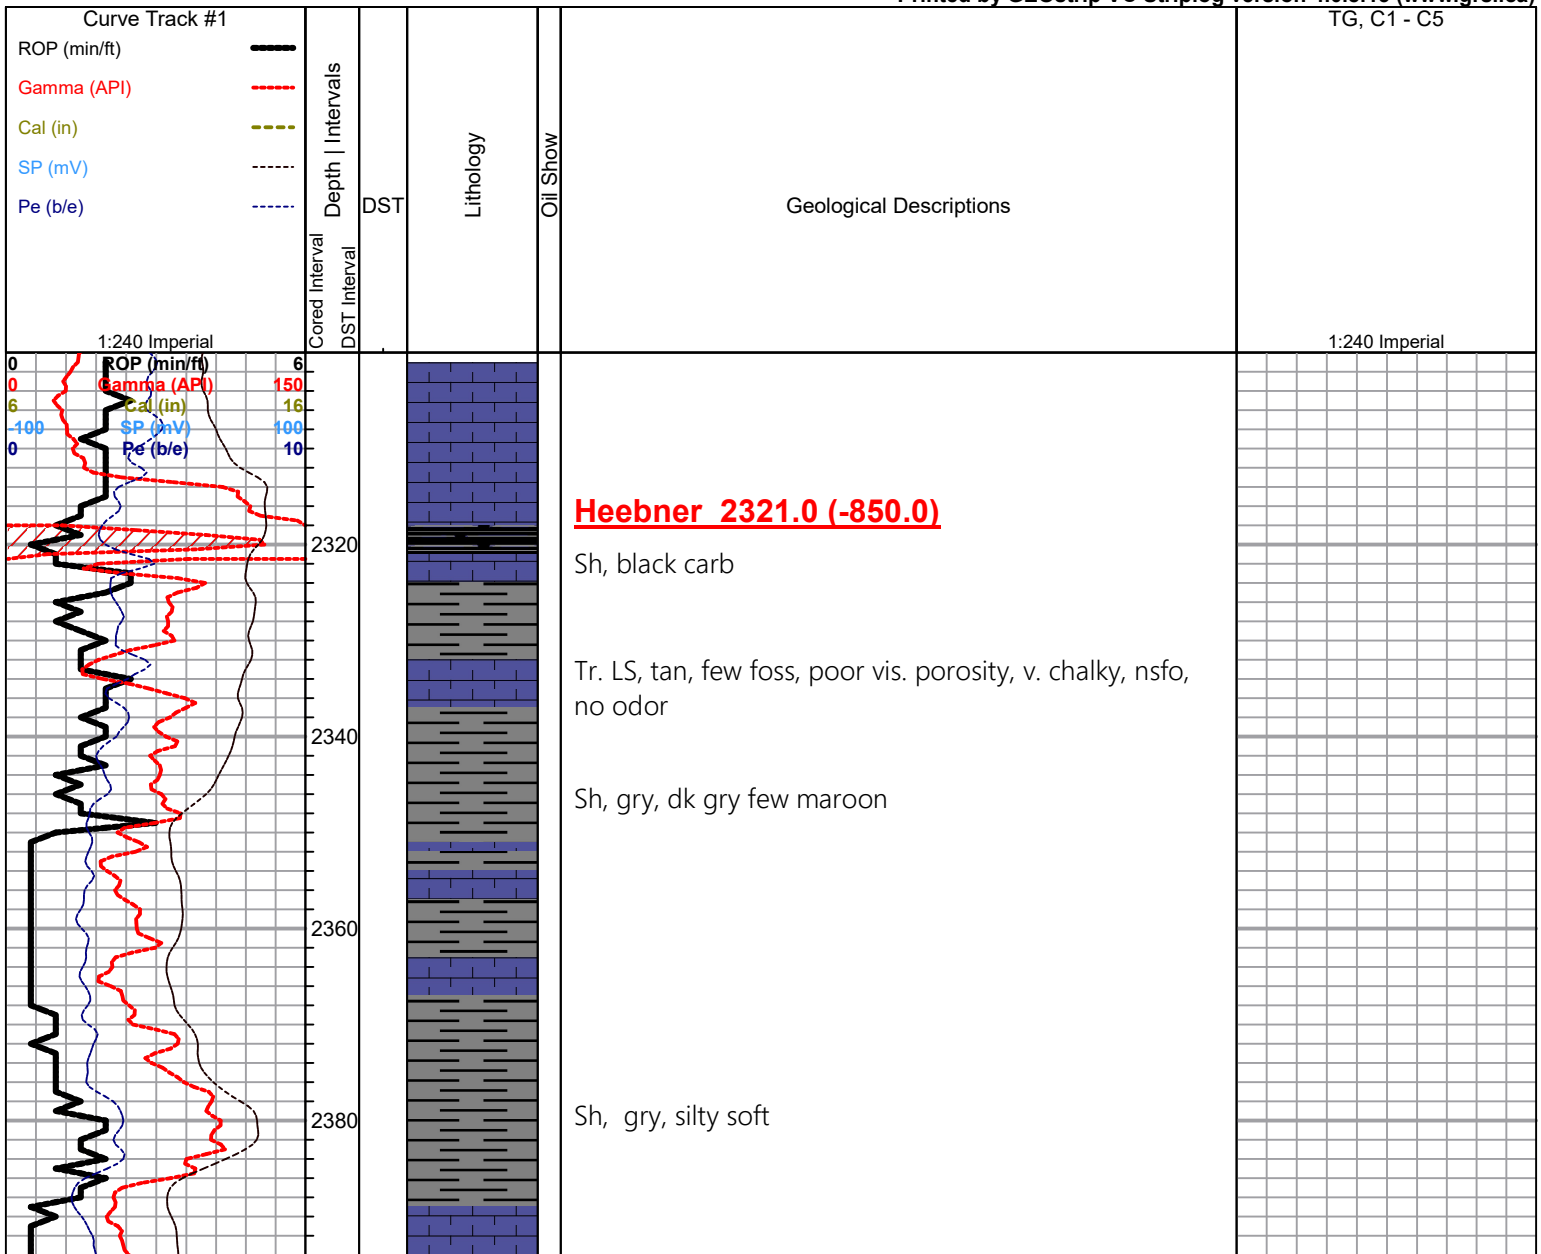 Curve Track #1
ROP (min/ft)
Gamma (API)
Cal (in)
SP (mV)
Pe (b/e)
1:240 Imperial
Depth | Intervals
Cored Interval
DST Interval
DST
Lithology
Oil Show
Geological Descriptions
TG, C1 - C5
1:240 Imperial
0 ROP (min/ft) 6
0 Gamma (API) 150
6 Cal (in) 16
-100 SP (mV) 100
0 Pe (b/e) 10
Heebner 2321.0 (-850.0)
2320
Sh, black carb
Tr. LS, tan, few foss, poor vis. porosity, v. chalky, nsfo,
no odor
2340
Sh, gry, dk gry few maroon
2360
2380
Sh, gry, silty soft